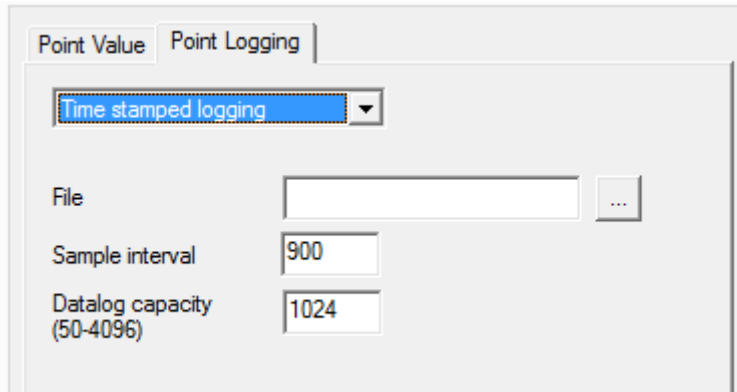 Point Value Point Logging
Time stamped logging
File ...
Sample interval 900
Datalog capacity
(50-4096) 1024